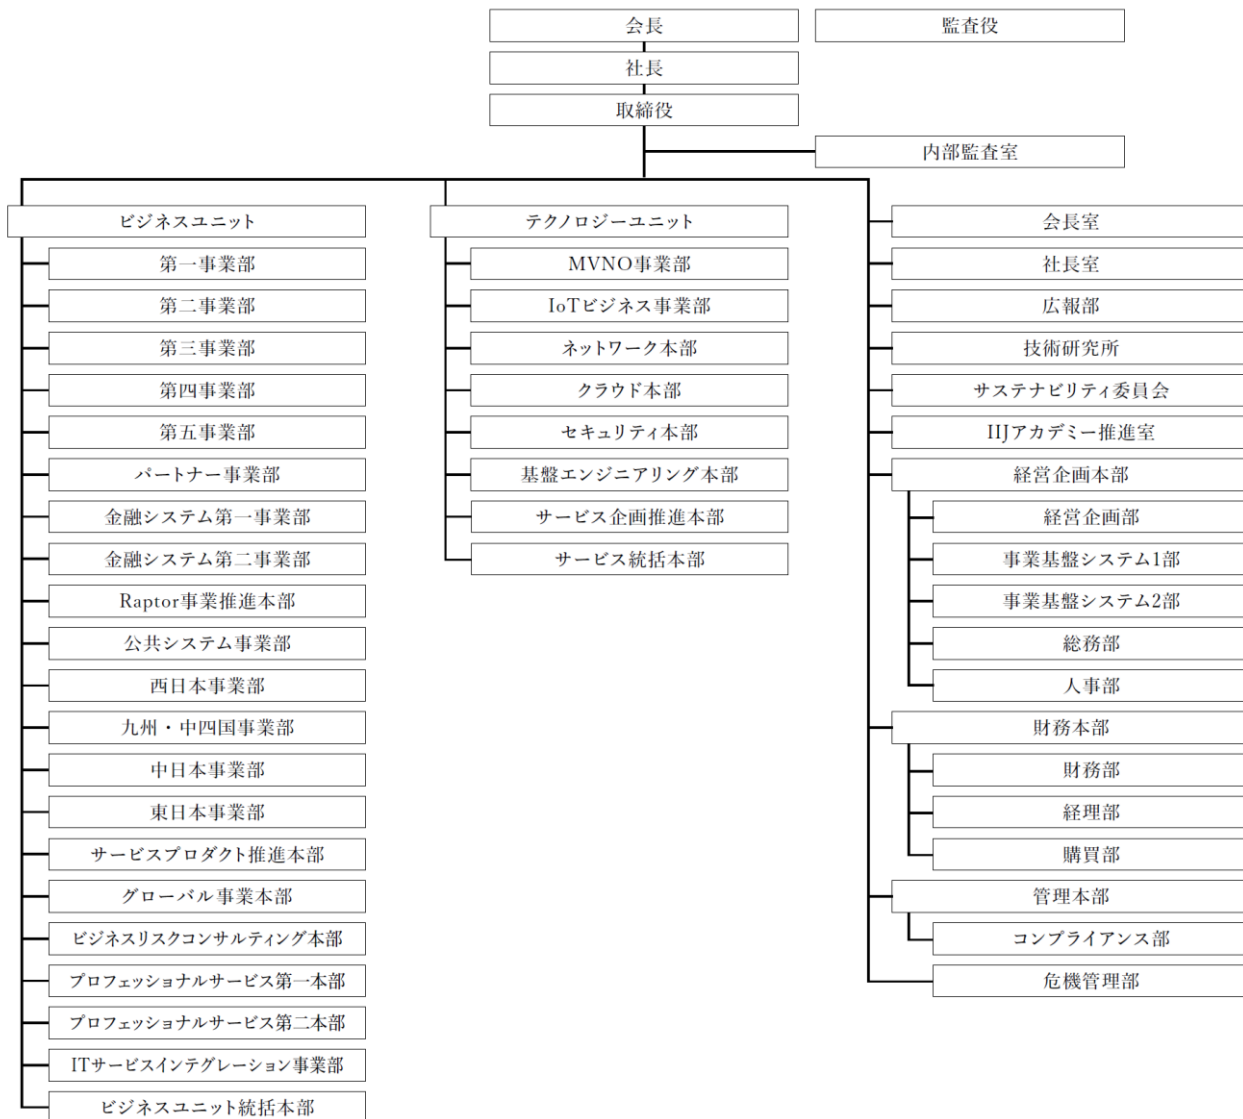 会長
監査役
社長
取締役
内部監査室
ビジネスユニット
第一事業部
第二事業部
第三事業部
第四事業部
第五事業部
パートナー事業部
金融システム第一事業部
金融システム第二事業部
Raptor事業推進本部
公共システム事業部
西日本事業部
九州・中四国事業部
中日本事業部
東日本事業部
サービスプロダクト推進本部
グローバル事業本部
ビジネスリスクコンサルティング本部
プロフェッショナルサービス第一本部
プロフェッショナルサービス第二本部
ITサービスインテグレーション事業部
ビジネスユニット統括本部
テクノロジーユニット
MVNO事業部
IoTビジネス事業部
ネットワーク本部
クラウド本部
セキュリティ本部
基盤エンジニアリング本部
サービス企画推進本部
サービス統括本部
会長室
社長室
広報部
技術研究所
サステナビリティ委員会
IIJアカデミー推進室
経営企画本部
経営企画部
事業基盤システム1部
事業基盤システム2部
総務部
人事部
財務本部
財務部
経理部
購買部
管理本部
コンプライアンス部
危機管理部